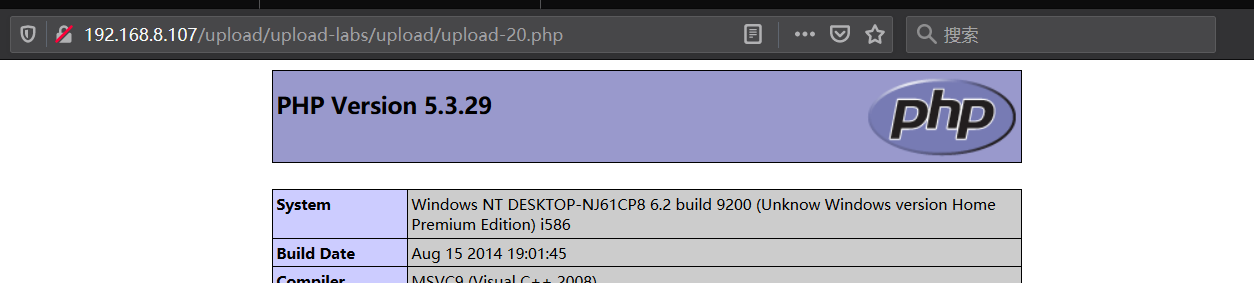 192.168.8.107/upload/upload-labs/upload/upload-20.php
搜索
PHP Version 5.3.29
php
System
Windows NT DESKTOP-NJ61CP8 6.2 build 9200 (Unknow Windows version Home
Premium Edition) i586
Build Date
Aug 15 2014 19:01:45
Compiler
MSVC9 (Visual C++ 2008)